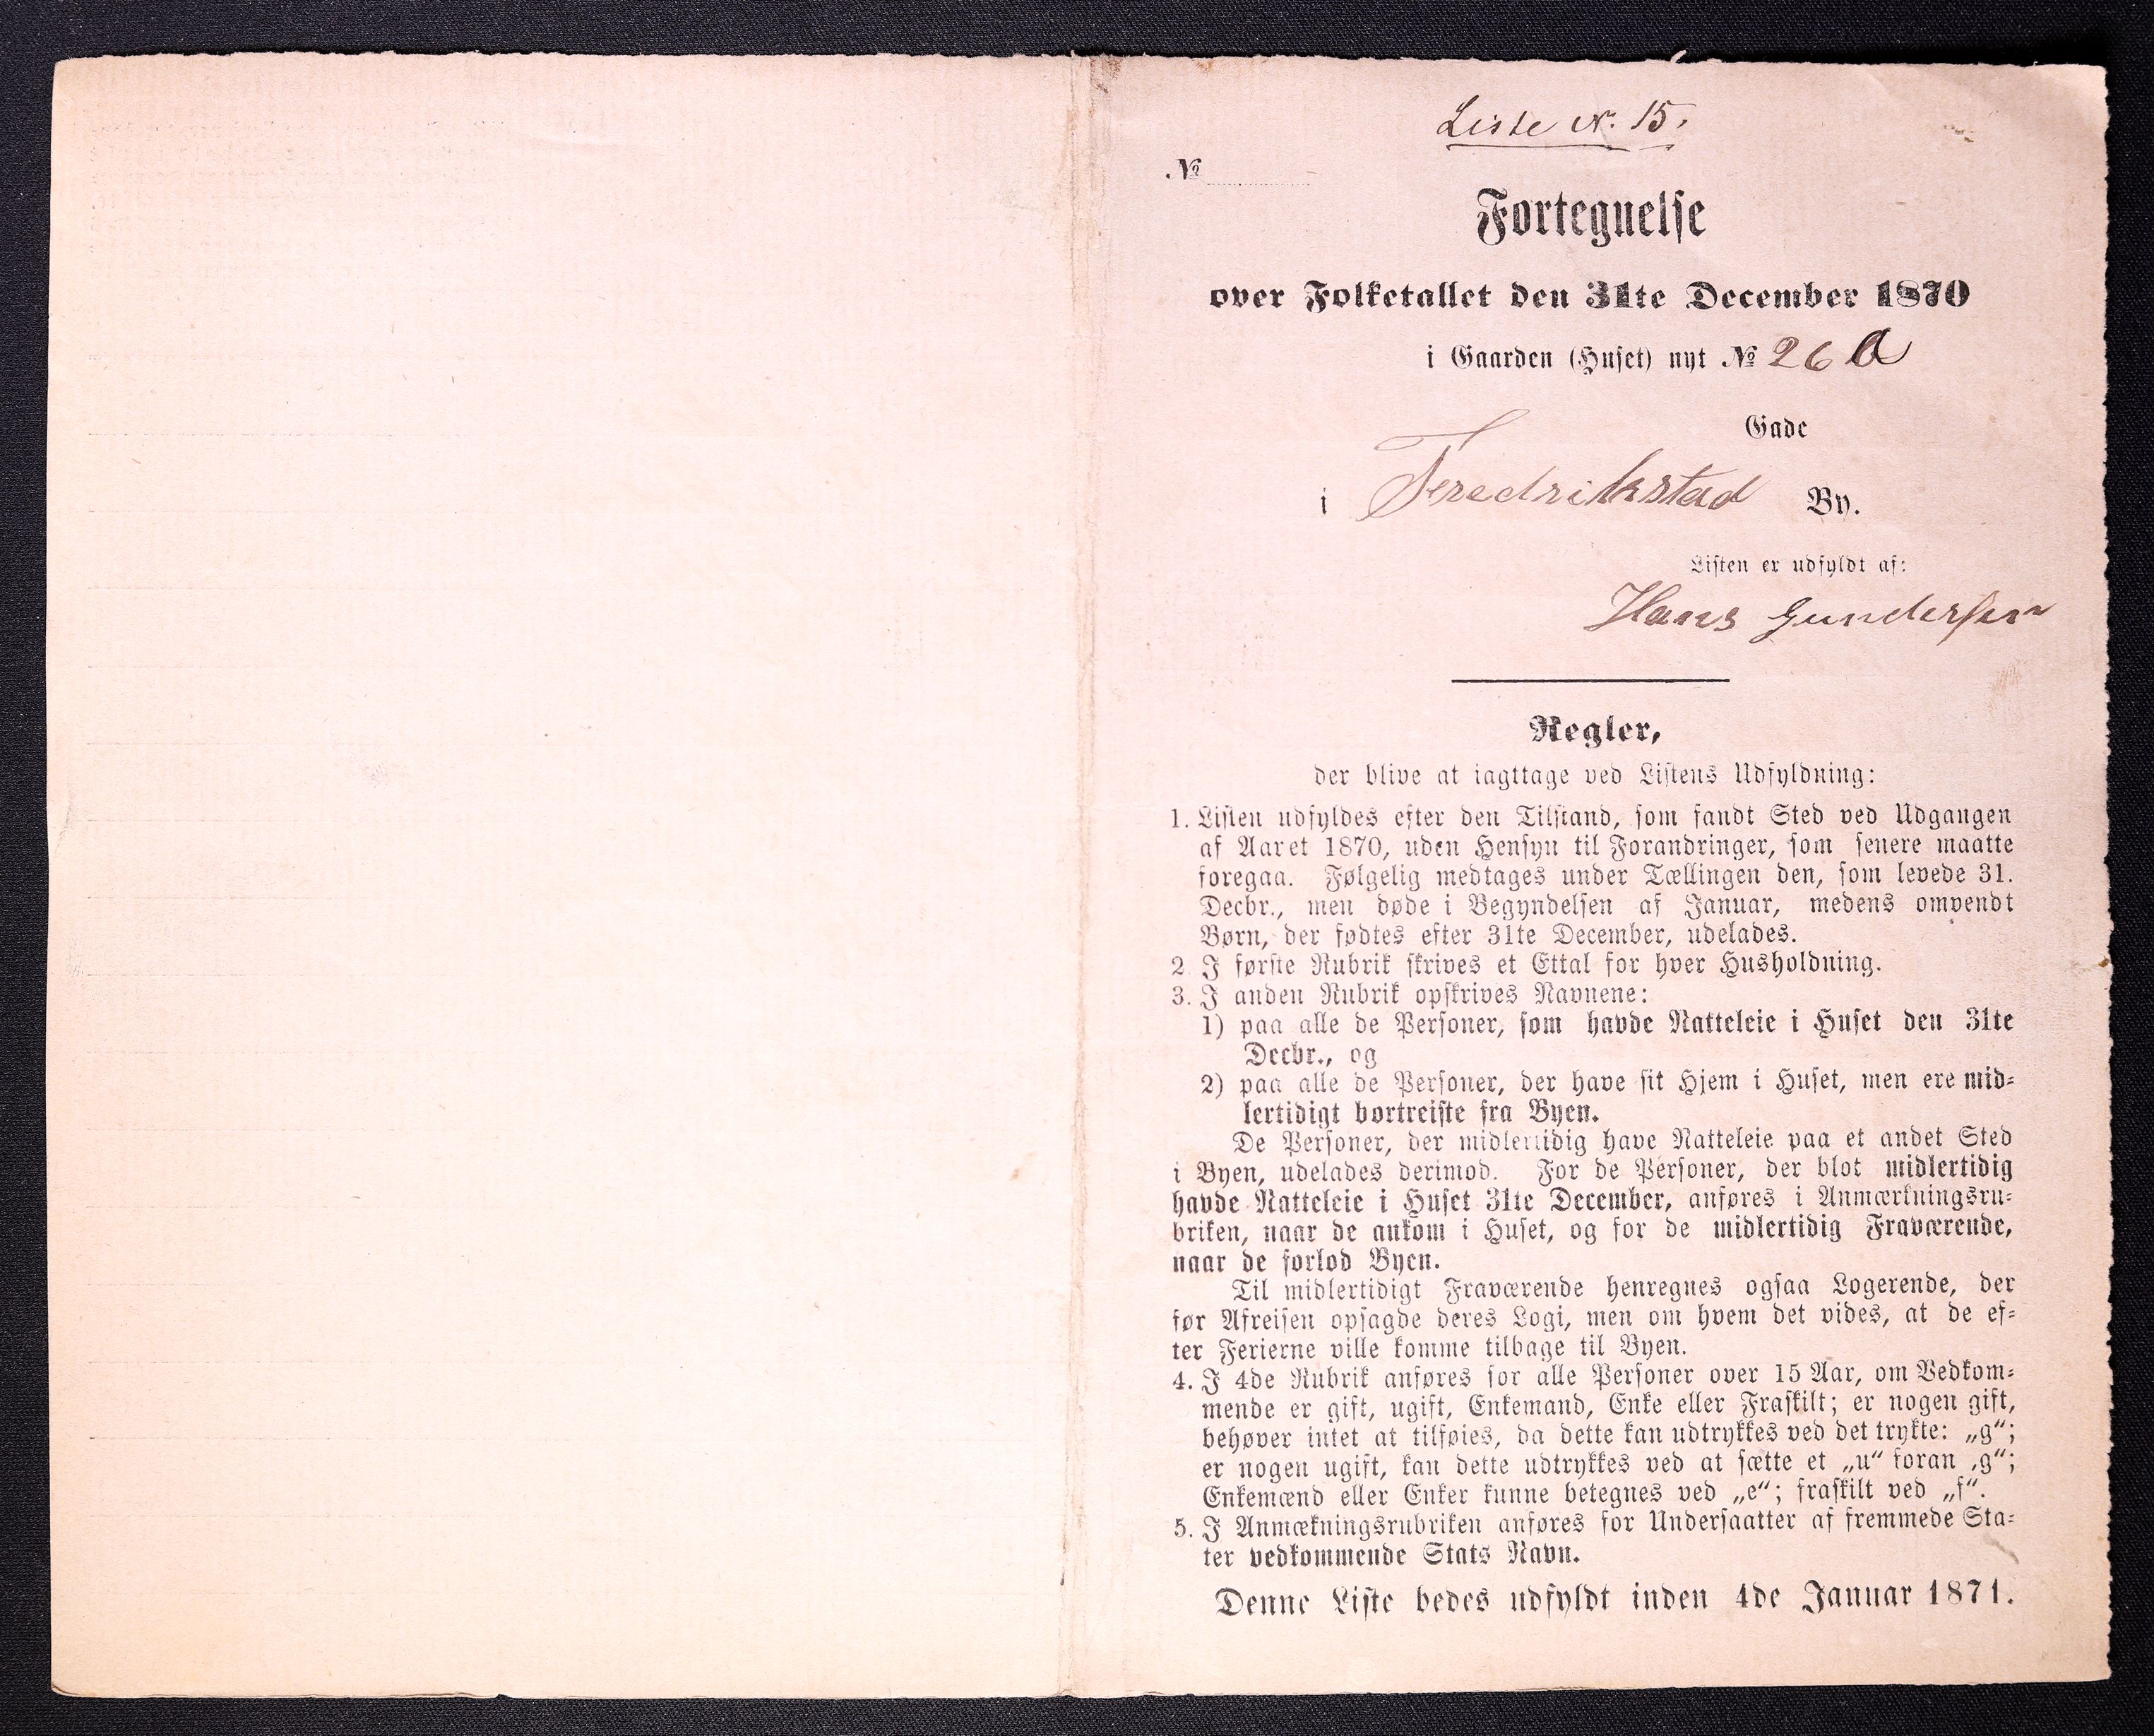 Liste Nr. 15.
№
Fortegnelse
over Folketallet den 31te December 1870
i Gaarden (Huset) nyt № 26 a
Gade
i Feredrikstad By.
Listen er udfyldt af:
Hans Gundersen
Regler,
der blive at iagttage ved Listens Udfyldning:
1. Listen udfyldes efter den Tilstand, som fandt Sted ved Udgangen
af Aaret 1870, uden Hensyn til Forandringer, som senere maatte
foregaa. Følgelig medtages under Tællingen den, som levede 31.
Decbr., men døde i Begyndelsen af Januar, medens omvendt
Børn, der fødtes efter 31te December, udelades.
2. I første Rubrik skrives et Ettal for hver Husholdning.
3. I anden Rubrik opskrives Navnene:
1) paa alle de Personer, som havde Natteleie i Huset den 31te
Decbr., og
2) paa alle de Personer, der have sit Hjem i Huset, men ere mid-
lertidigt bortreiste fra Byen.
De Personer, der midlertidig have Natteleie paa et andet Sted
i Byen, udelades derimod. For de Personer, der blot midlertidig
havde Natteleie i Huset 31te December, anføres i Anmærkningsru-
briken, naar de ankom i Huset, og for de midlertidig Fraværende,
naar de forlod Byen.
Til midlertidigt Fraværende henregnes ogsaa Logerende, der
før Afreisen opsagde deres Logi, men om hvem det vides, at de ef-
ter Ferierne ville komme tilbage til Byen.
4. I 4de Rubrik anføres for alle Personer over 15 Aar, om Vedkom-
mende er gift, ugift, Enkemand, Enke eller Fraskilt; er nogen gift,
behøver intet at tilføies, da dette kan udtrykkes ved det trykte: „g“;
er nogen ugift, kan dette udtrykkes ved at sætte et „u“ foran ‚g“;
Enkemænd eller Enker kunne betegnes ved „e“; fraskilt ved „f“.
5. I Anmækningsrubriken anføres for Undersaatter af fremmede Sta-
ter vedkommende Stats Navn.
Denne Liste bedes udfyldt inden 4de Januar 1871.